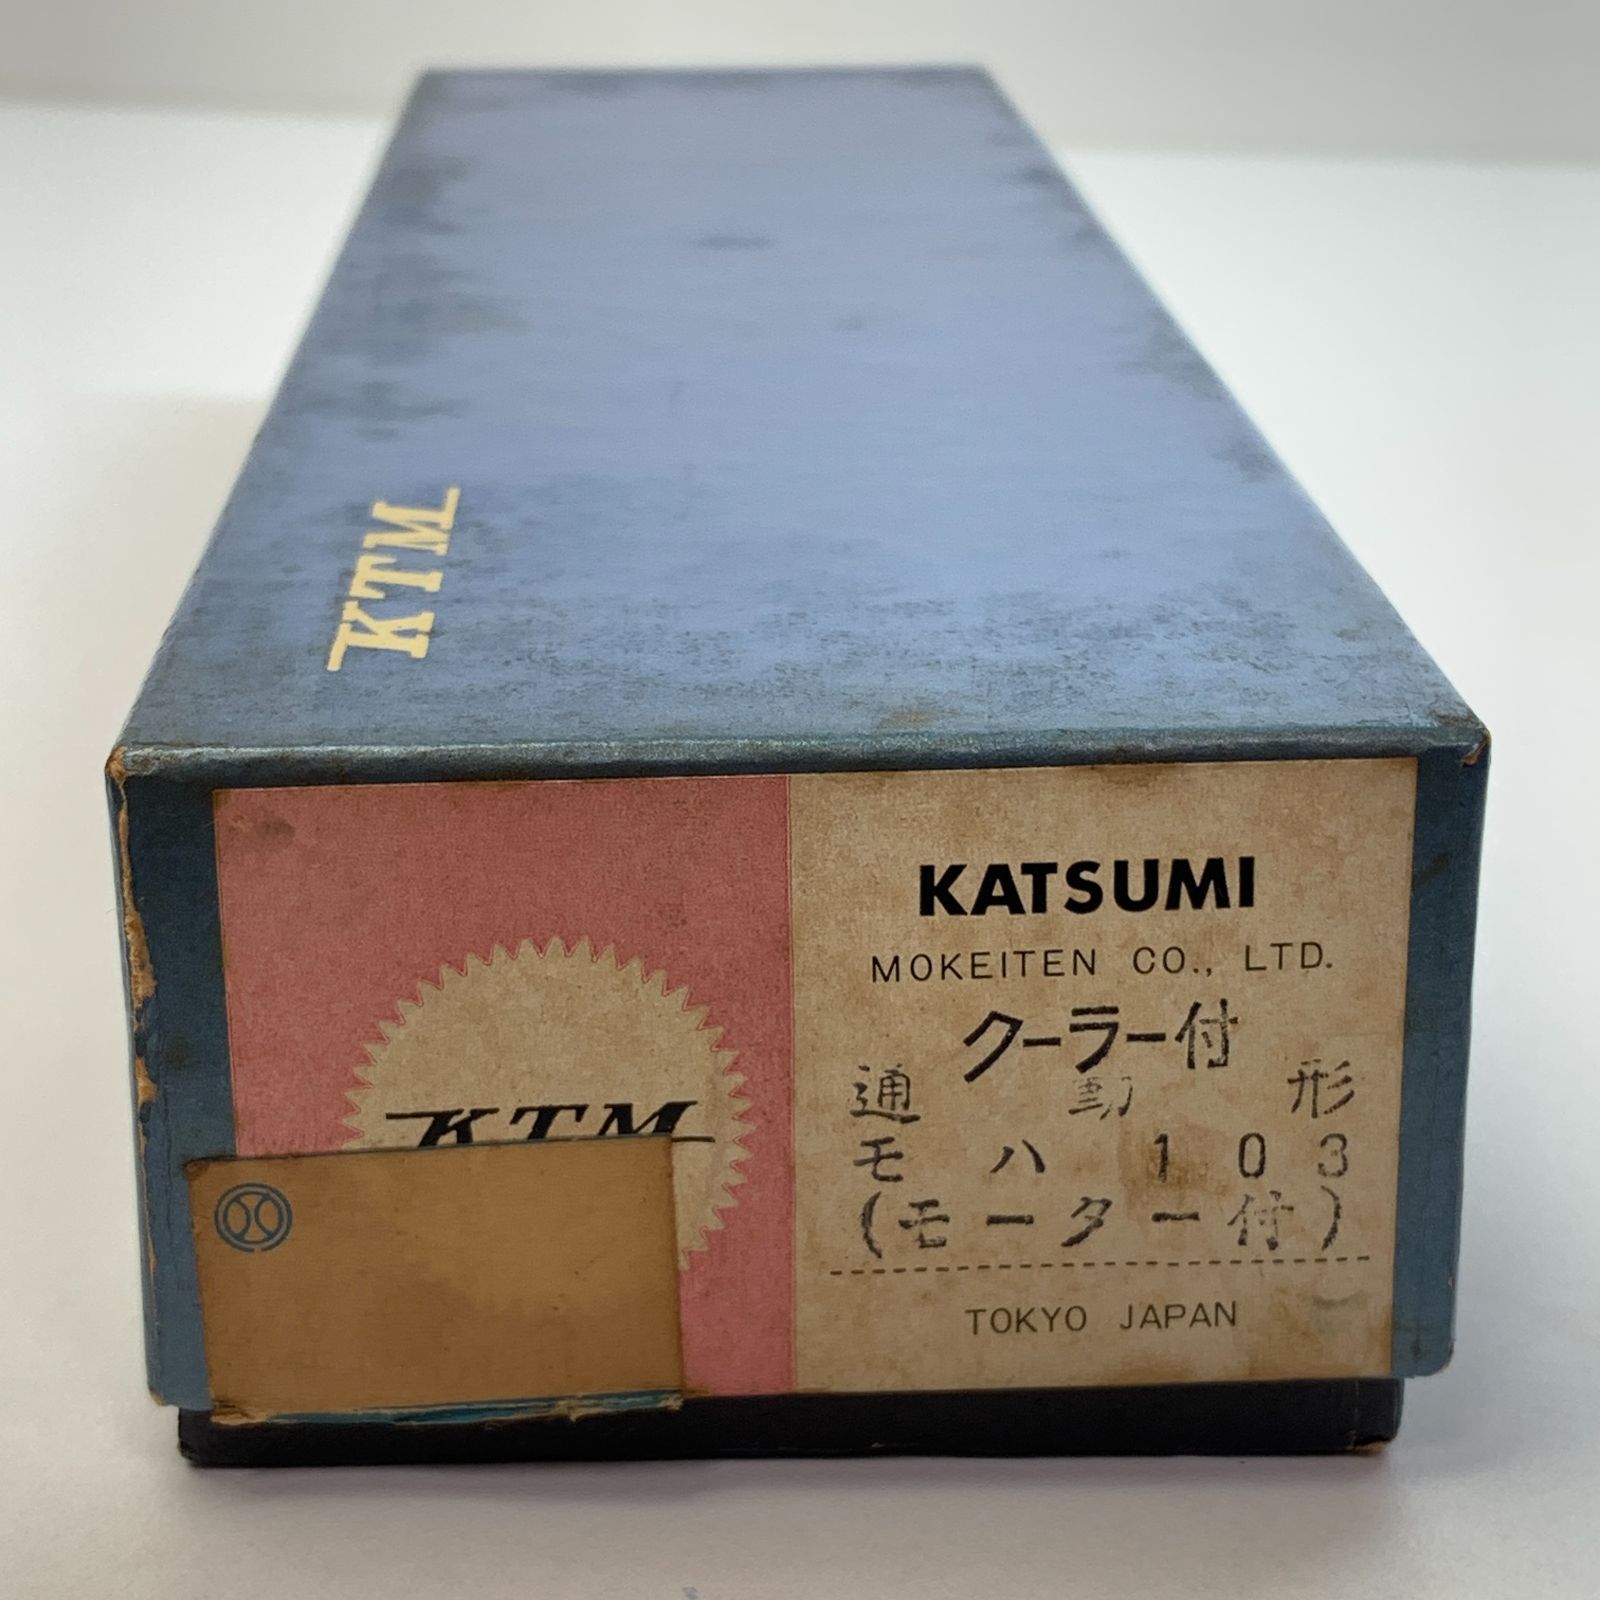 KTM
KTM
KATSUMI
MOKEITEN CO., LTD.
クーラー付
通勤形
モハ103
(モーター付)
TOKYO JAPAN